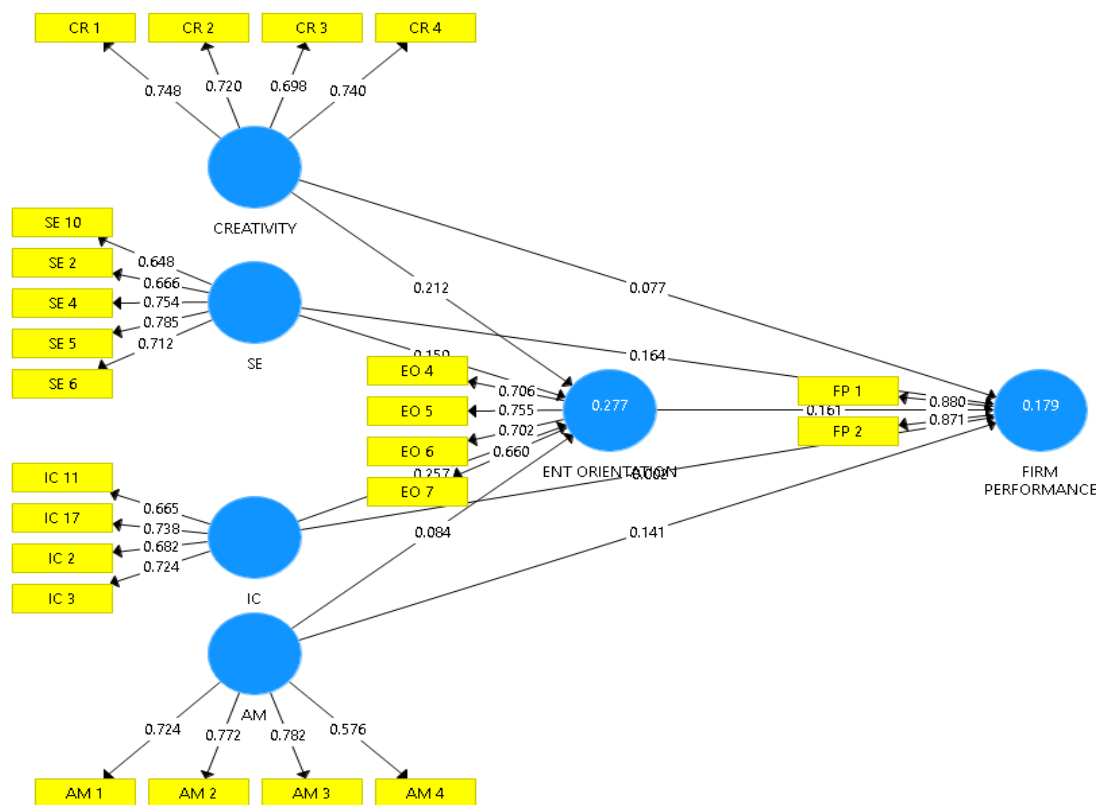 CR 1
CR 2
CR 3
CR 4
0.748
0.720
0.698
0.740
CREATIVITY
SE 10
SE 2
SE 4
SE 5
SE 6
0.648
0.666
0.754
0.785
0.712
SE
0.212
0.077
0.164
EO 4
EO 5
EO 6
EO 7
0.706
0.755
0.702
0.660
0.277
ENT ORIENTATION
0.161
FP 1
FP 2
0.880
0.871
0.179
FIRM
PERFORMANCE
IC 11
IC 17
IC 2
IC 3
0.665
0.738
0.682
0.724
IC
0.257
0.002
0.084
0.141
AM
0.724
0.772
0.782
0.576
AM 1
AM 2
AM 3
AM 4